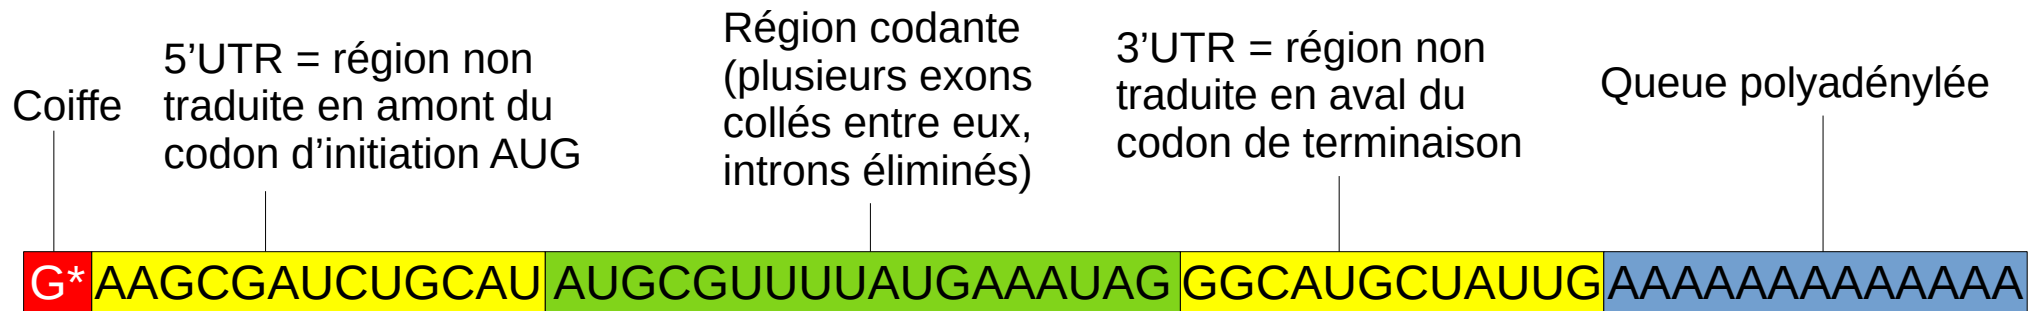 Coiffe
5’UTR = région non
traduite en amont du
codon d’initiation AUG
Région codante
(plusieurs exons
collés entre eux,
introns éliminés)
3’UTR = région non
traduite en aval du
codon de terminaison
Queue polyadénylée
G* AAGCGAUCUGCAU AUGCGUUUUAUGAAAUAG GGCAUGCUAUUG AAAAAAAAAAAAA